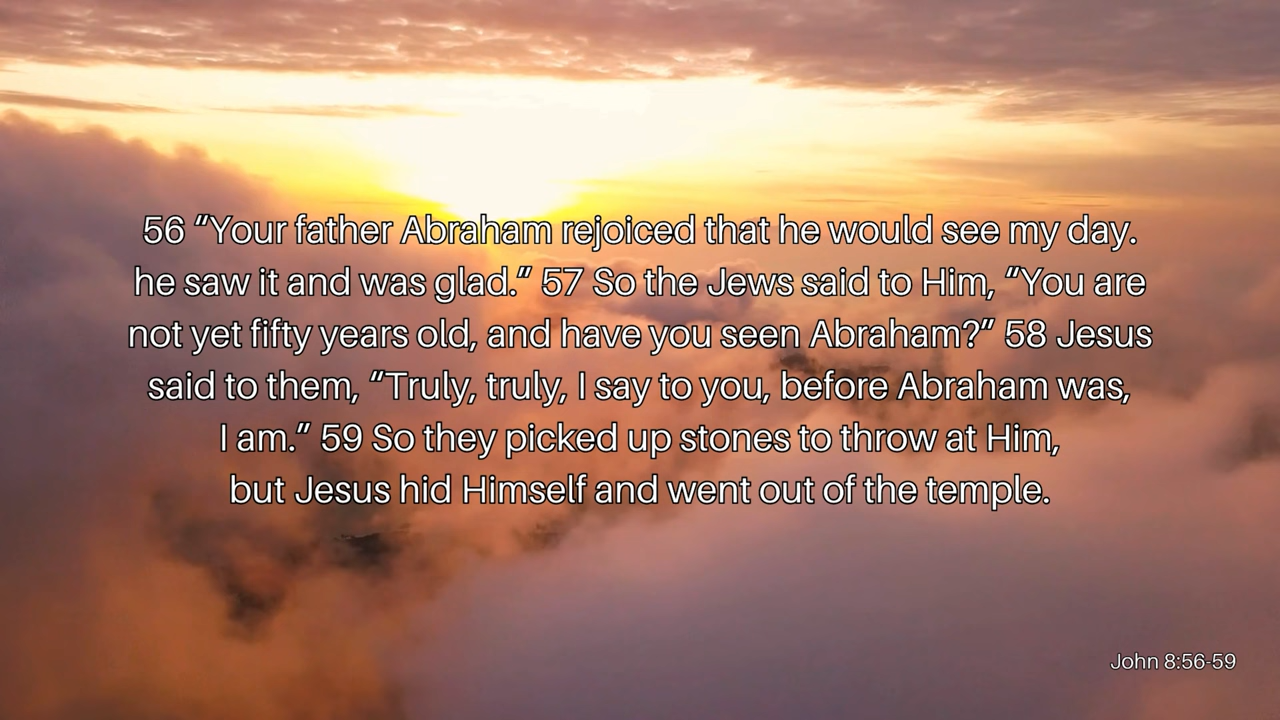 56 “Your father Abraham rejoiced that he would see my day.
he saw it and was glad.” 57 So the Jews said to Him, “You are
not yet fifty years old, and have you seen Abraham?” 58 Jesus
said to them, “Truly, truly, I say to you, before Abraham was,
I am.” 59 So they picked up stones to throw at Him,
but Jesus hid Himself and went out of the temple.
John 8:56-59